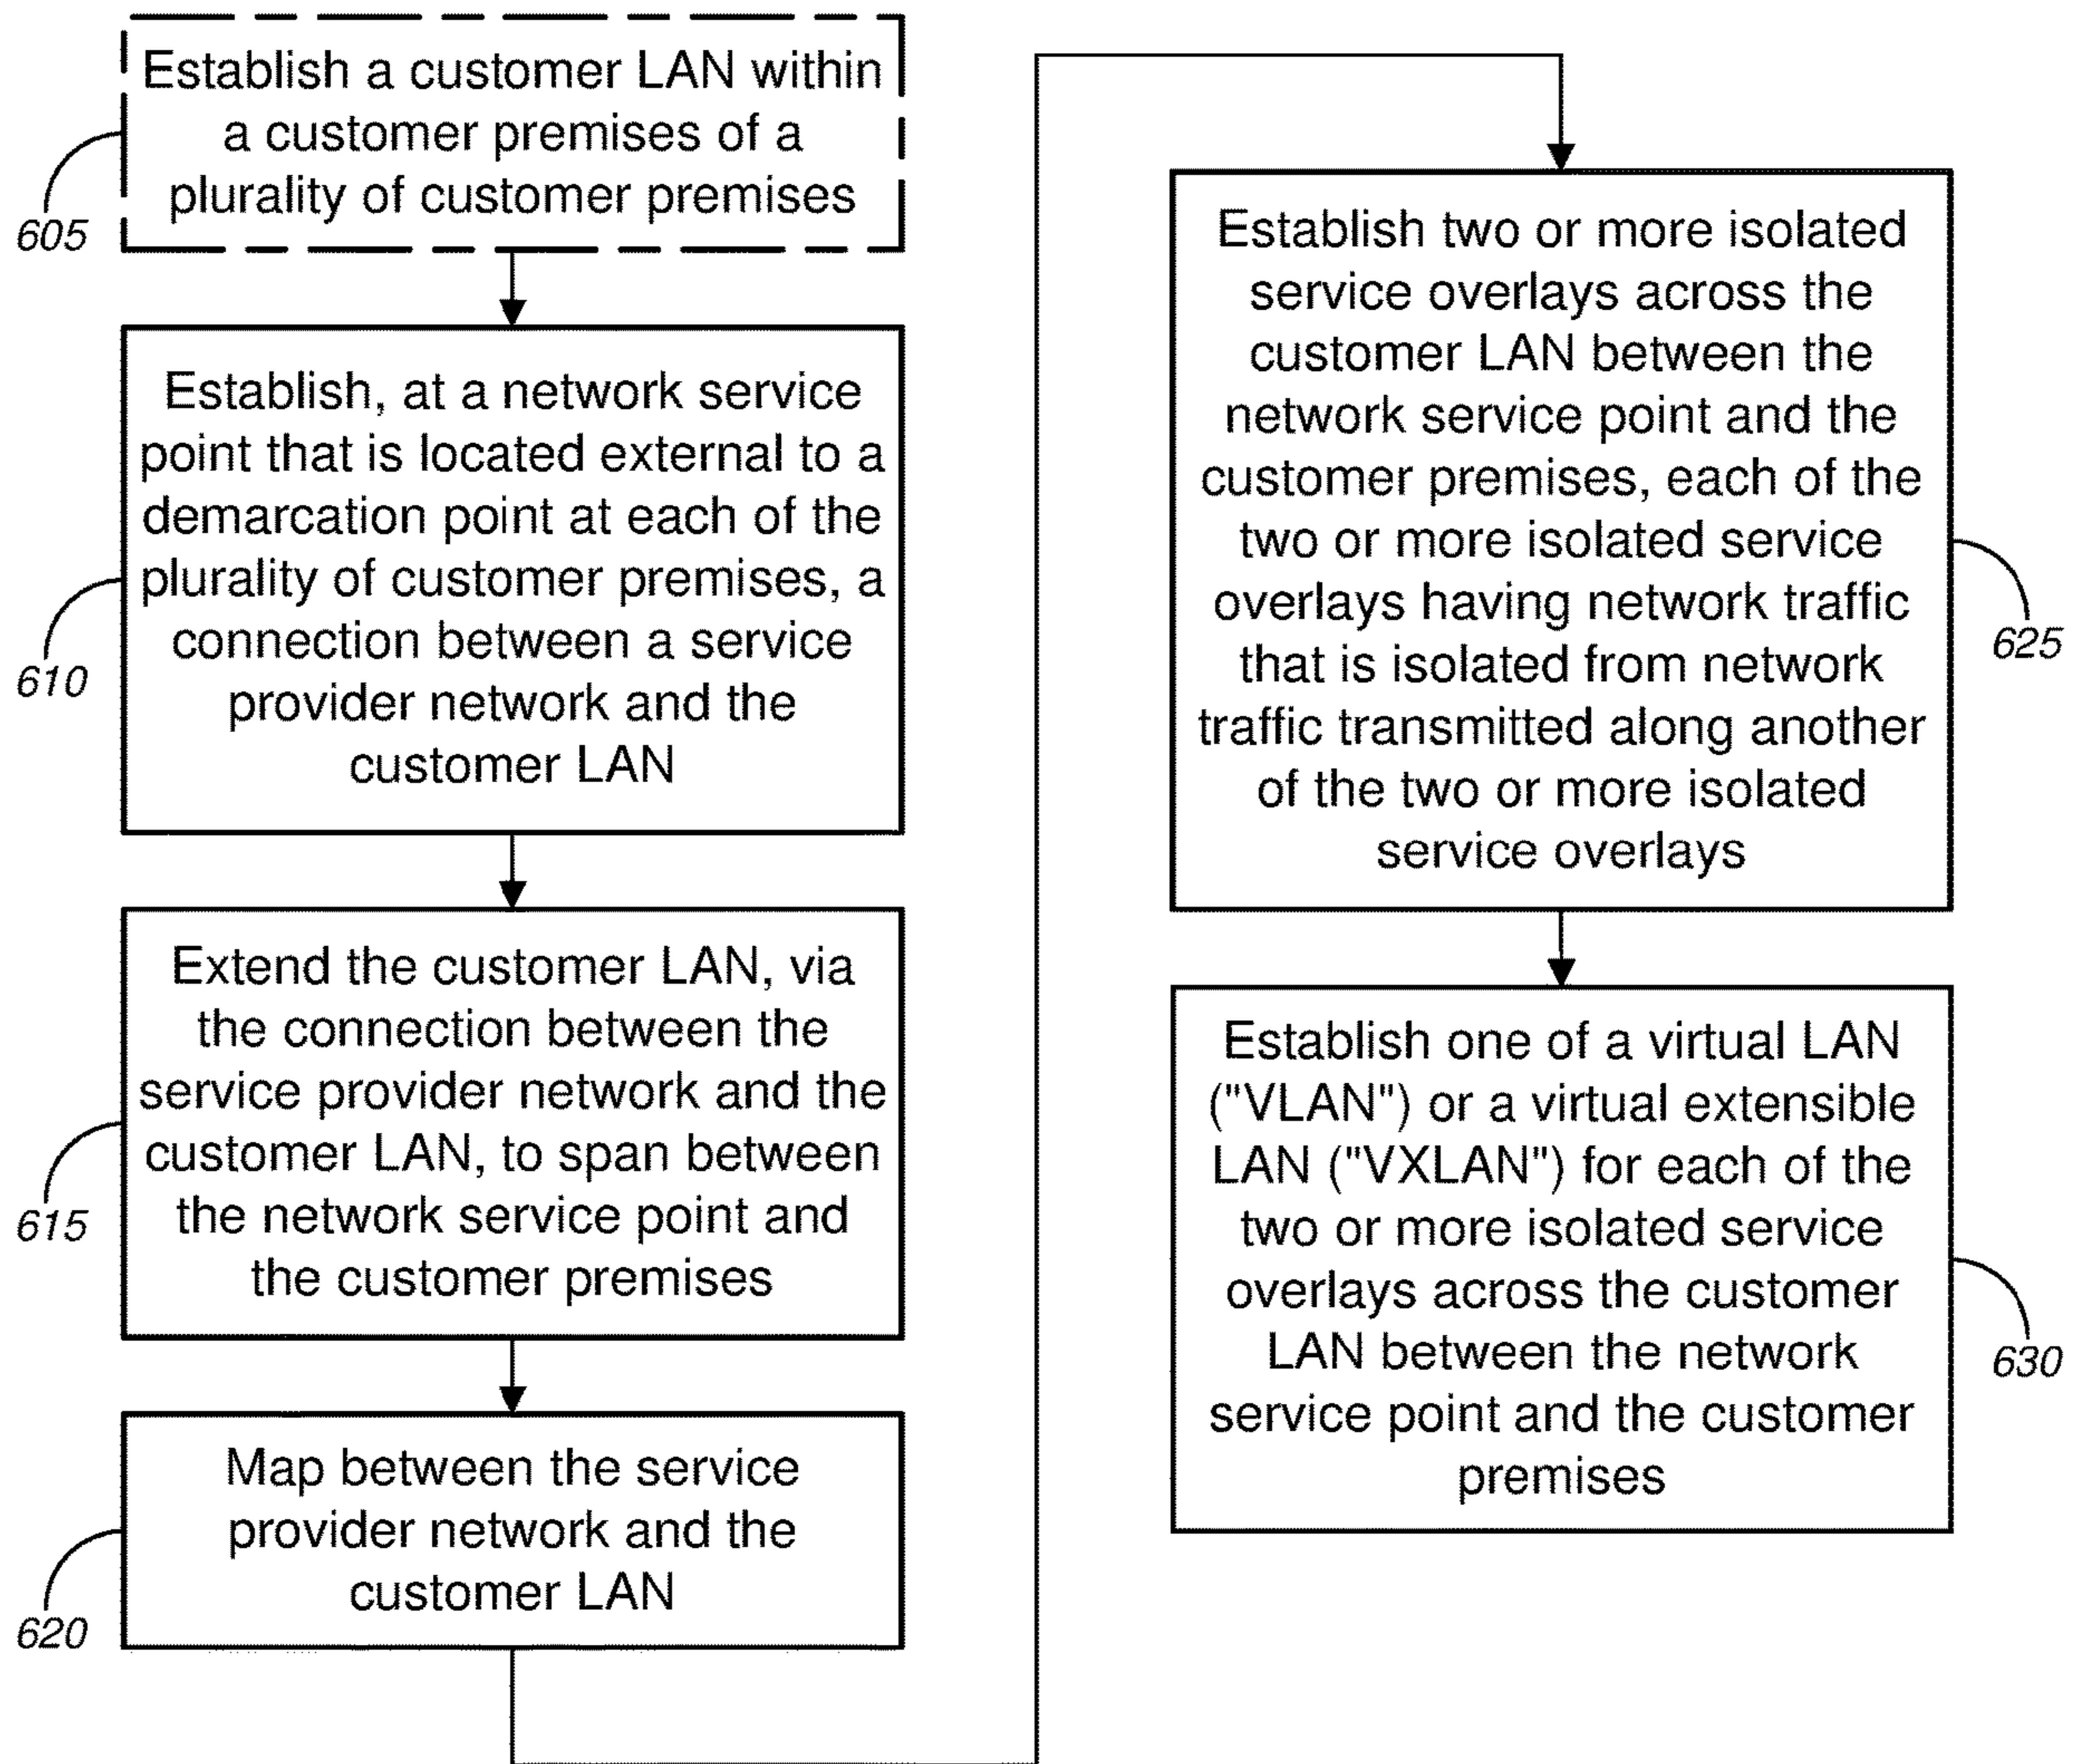 Establish a customer LAN within
a customer premises of a
plurality of customer premises
605
Establish, at a network service
point that is located external to a
demarcation point at each of the
plurality of customer premises, a
connection between a service
provider network and the
customer LAN
610
Extend the customer LAN, via
the connection between the
service provider network and the
customer LAN, to span between
the network service point and
the customer premises
615
Map between the service
provider network and the
customer LAN
620
Establish two or more isolated
service overlays across the
customer LAN between the
network service point and the
customer premises, each of the
two or more isolated service
overlays having network traffic
that is isolated from network
traffic transmitted along another
of the two or more isolated
service overlays
625
Establish one of a virtual LAN
("VLAN") or a virtual extensible
LAN ("VXLAN") for each of the
two or more isolated service
overlays across the customer
LAN between the network
service point and the customer
premises
630